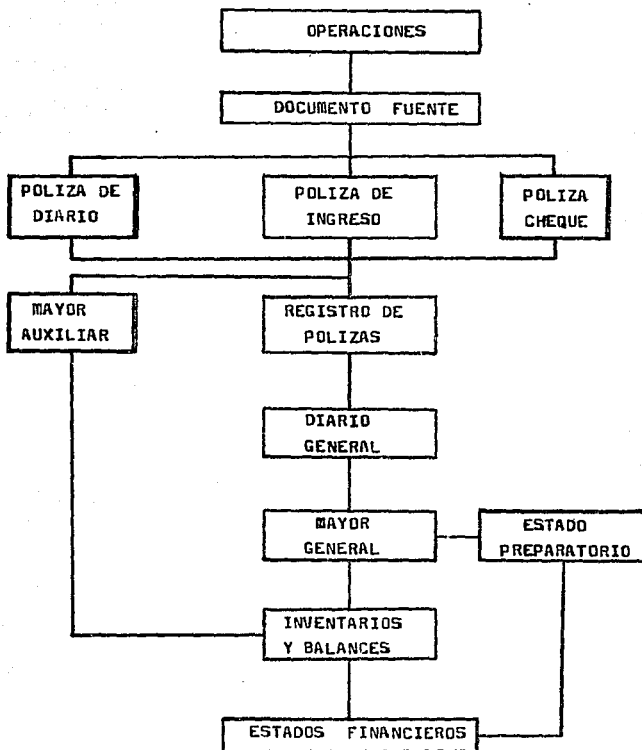 OPERACIONES
DOCUMENTO FUENTE
POLIZA DE
DIARIO
POLIZA DE
INGRESO
POLIZA
CHEQUE
MAYOR
AUXILIAR
REGISTRO DE
POLIZAS
DIARIO
GENERAL
MAYOR
GENERAL
ESTADO
PREPARATORIO
INVENTARIOS
Y BALANCES
ESTADOS FINANCIEROS